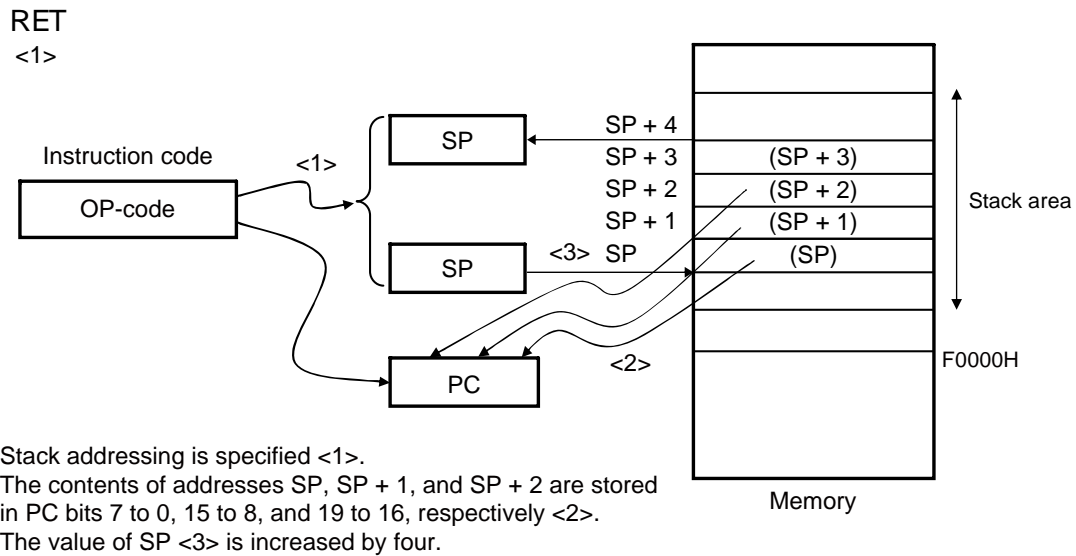 RET
<1>
SP + 4
SP
SP + 3
(SP + 3)
Instruction code
<1>
SP + 2
(SP + 2)
OP-code
Stack area
SP + 1
(SP + 1)
<3>
SP
(SP)
SP
<2>
F0000H
PC
Stack addressing is specified <1>.
The contents of addresses SP, SP + 1, and SP + 2 are stored
in PC bits 7 to 0, 15 to 8, and 19 to 16, respectively <2>.
The value of SP <3> is increased by four.
Memory